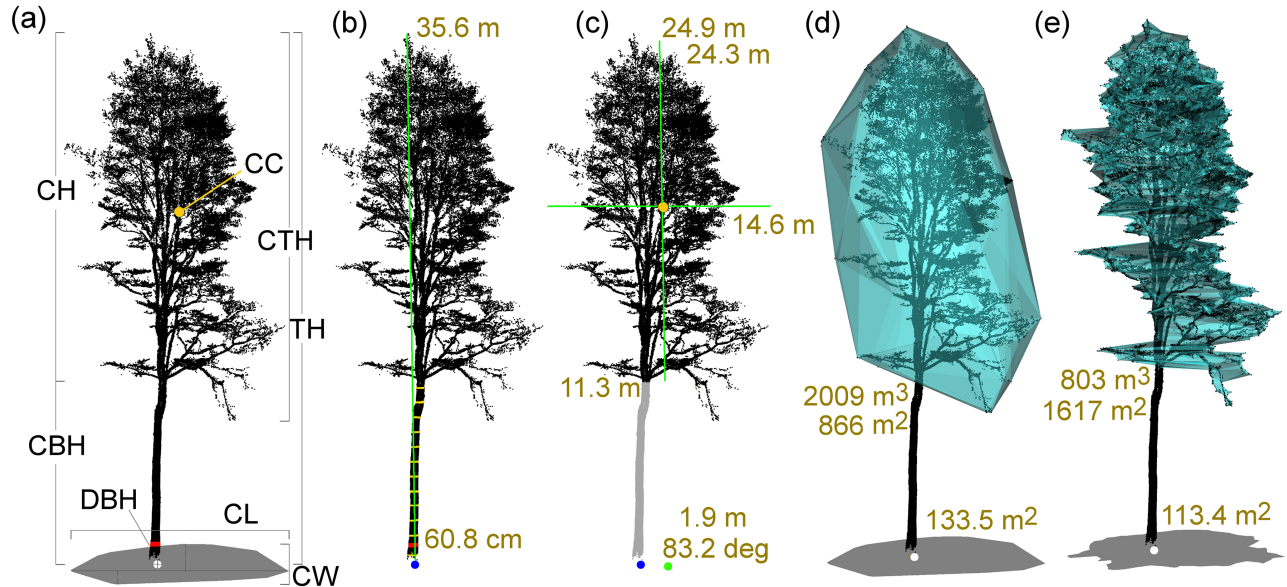 (a)
CH
CC
CTH
TH
CBH
DBH
CL
CW
(b)
35.6 m
60.8 cm
(c)
24.9 m
24.3 m
14.6 m
11.3 m
1.9 m
83.2 deg
(d)
2009 m³
866 m²
133.5 m²
(e)
803 m³
1617 m²
113.4 m²